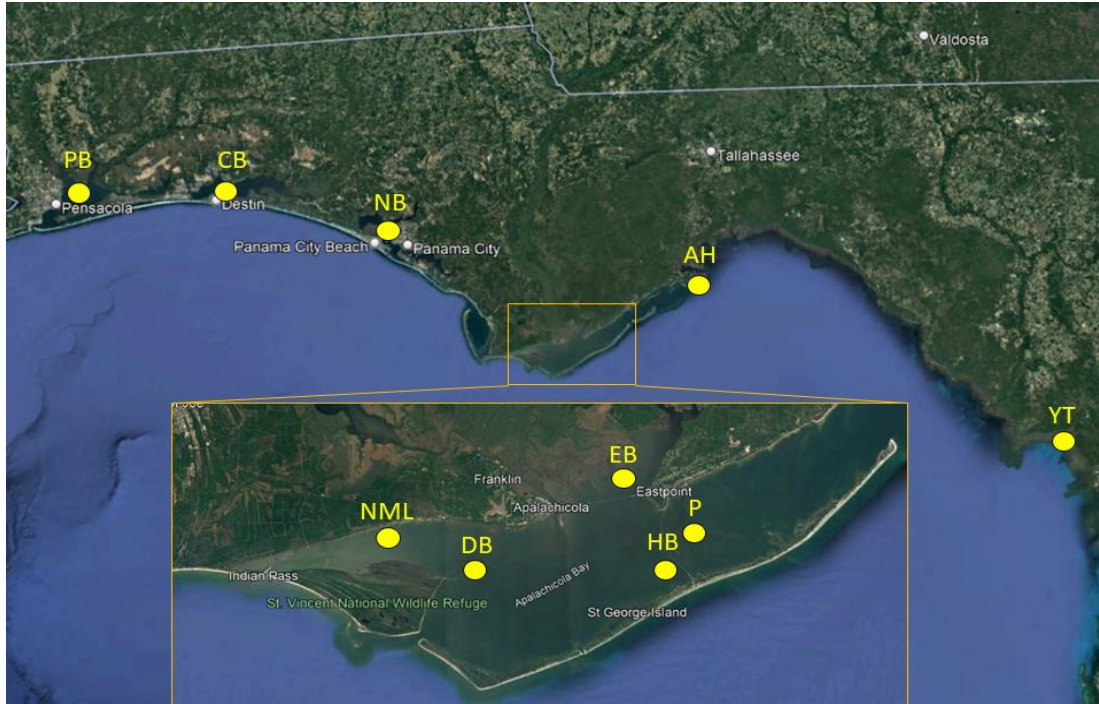 Valdosta
Tallahassee
PB
CB
Pensacola
Destin
NB
Panama City Beach
Panama City
AH
YT
EB
Franklin
Eastpoint
Apalachicola
NML
P
DB
HB
Indian Pass
Apalachicola Bay
St. Vincent National Wildlife Refuge
St George Island